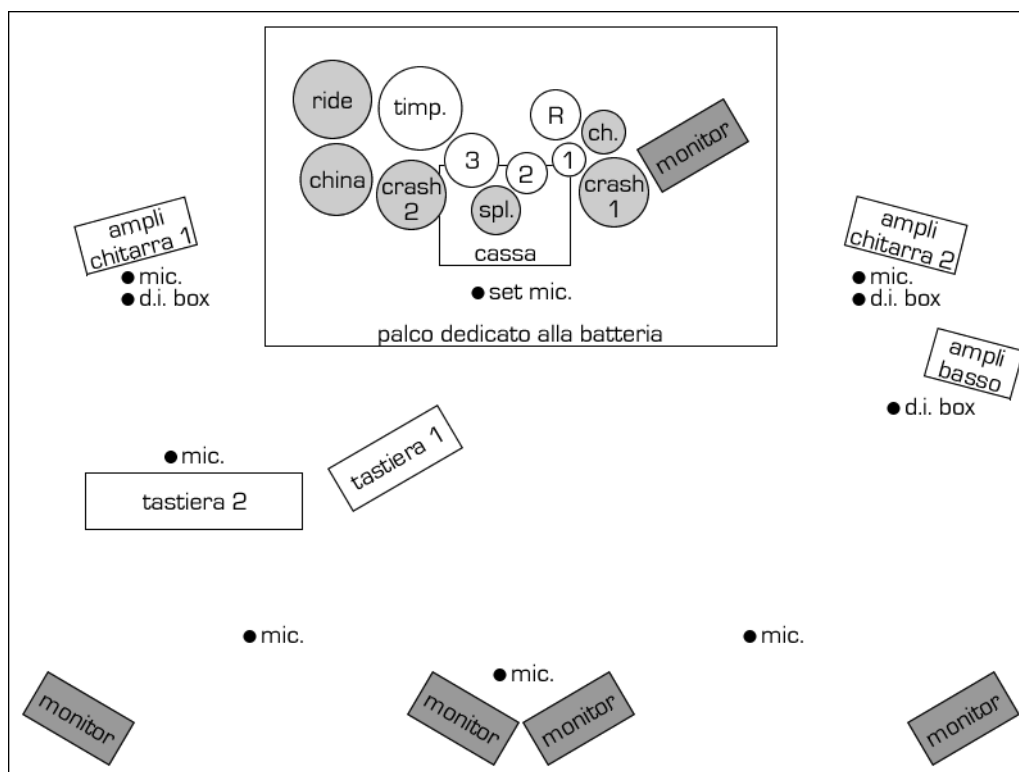 ride
timp.
R
ch.
monitor
3
2
1
china
crash
2
spl.
crash
1
cassa
set mic.
palco dedicato alla batteria
ampli
chitarra 1
mic.
d.i. box
ampli
chitarra 2
mic.
d.i. box
ampli
basso
d.i. box
mic.
tastiera 2
tastiera 1
mic.
mic.
mic.
monitor
monitor
monitor
monitor